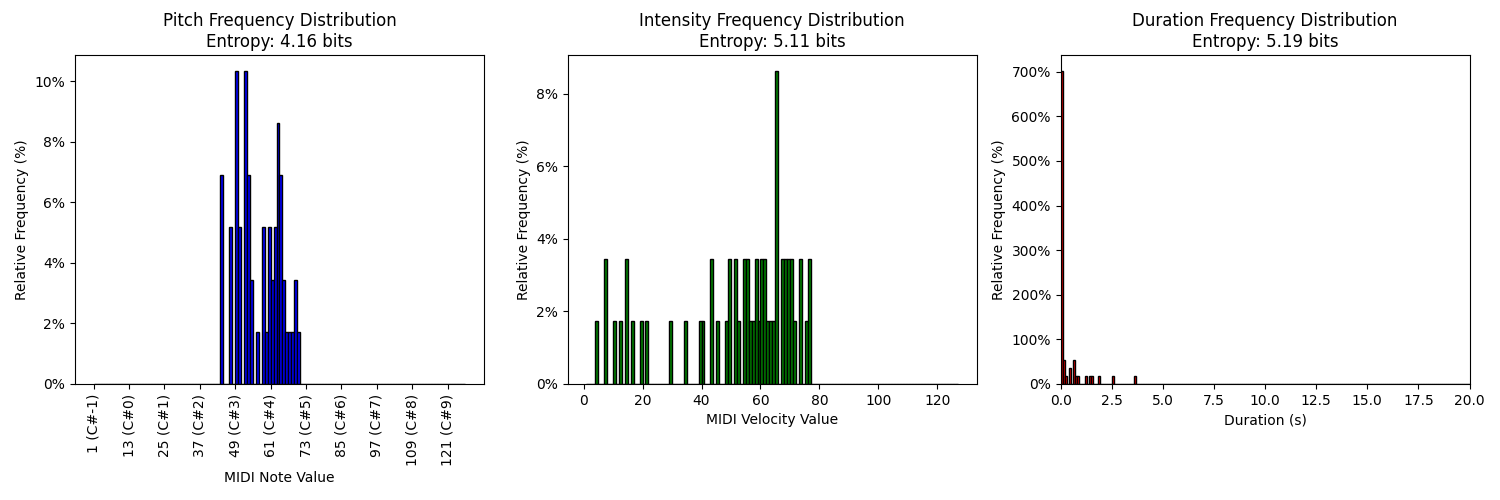 Pitch Frequency Distribution
Entropy: 4.16 bits
Relative Frequency (%)
10%
8%
6%
4%
2%
0%
1 (C#-1)
13 (C#0)
25 (C#1)
37 (C#2)
49 (C#3)
61 (C#4)
73 (C#5)
85 (C#6)
97 (C#7)
109 (C#8)
121 (C#9)
MIDI Note Value
Intensity Frequency Distribution
Entropy: 5.11 bits
Relative Frequency (%)
8%
6%
4%
2%
0%
0 20 40 60 80 100 120
MIDI Velocity Value
Duration Frequency Distribution
Entropy: 5.19 bits
Relative Frequency (%)
700%
600%
500%
400%
300%
200%
100%
0%
0.0 2.5 5.0 7.5 10.0 12.5 15.0 17.5 20.0
Duration (s)